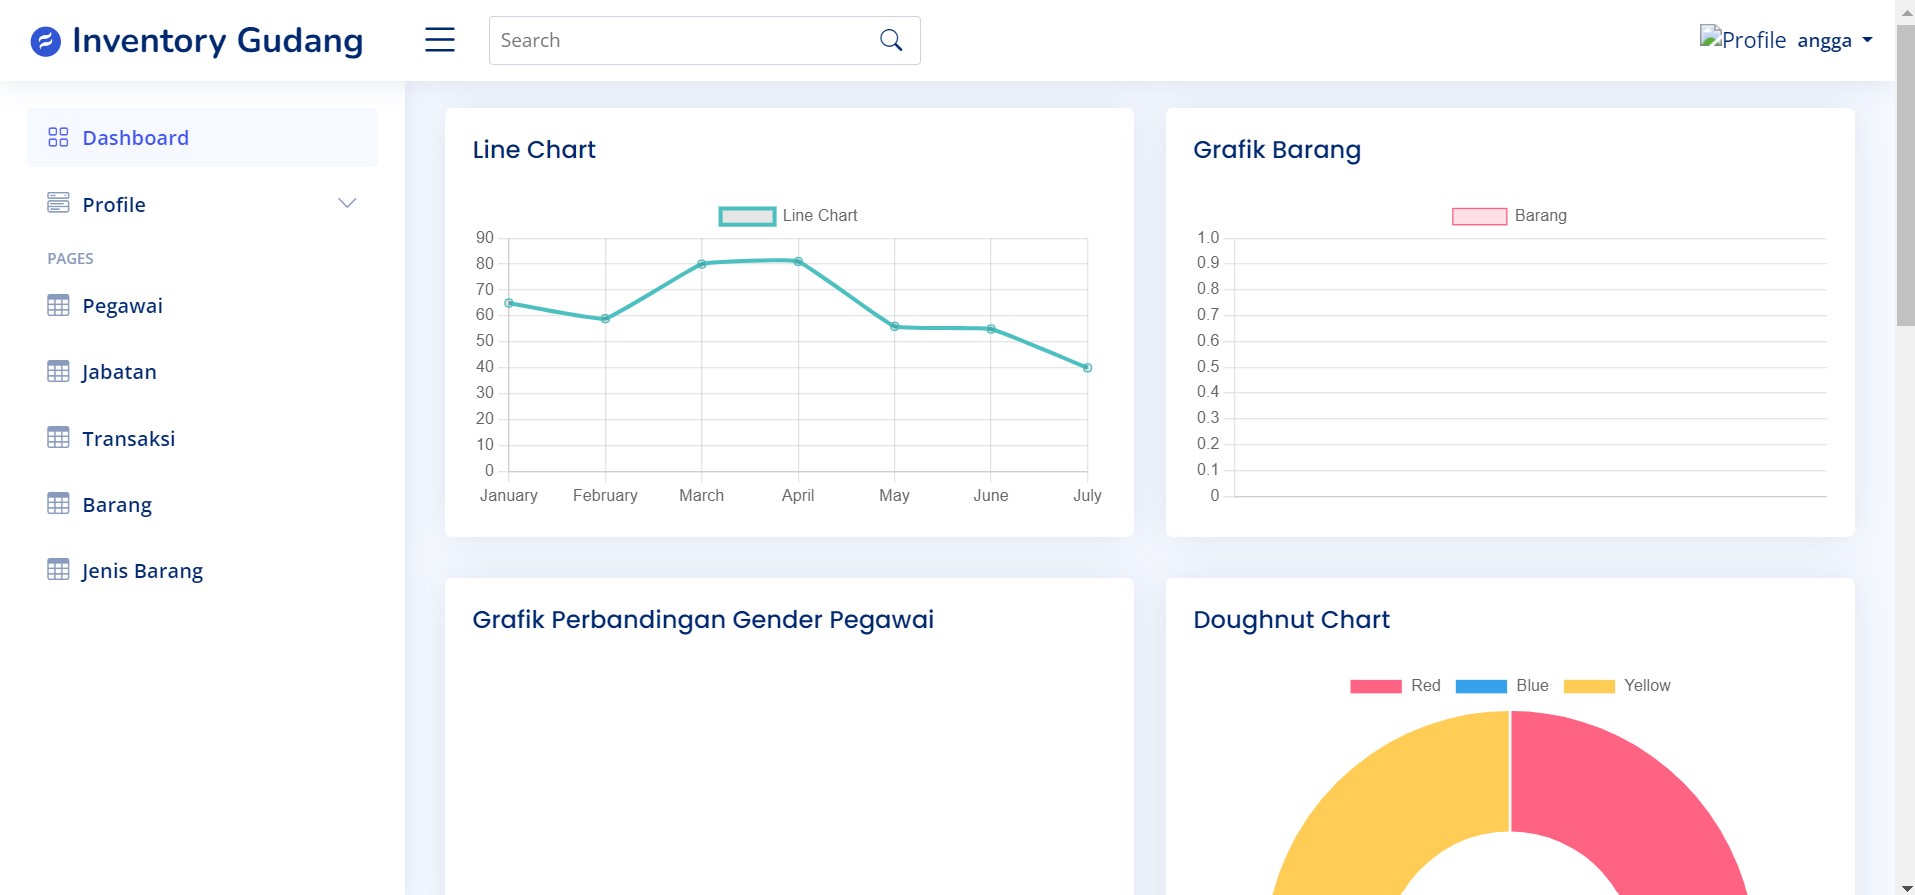 Inventory Gudang
Search
Profile angga
Dashboard
Profile
PAGES
Pegawai
Jabatan
Transaksi
Barang
Jenis Barang
Line Chart
Line Chart
90
80
70
60
50
40
30
20
10
0
January February March April May June July
Grafik Barang
Barang
1.0
0.9
0.8
0.7
0.6
0.5
0.4
0.3
0.2
0.1
0
Grafik Perbandingan Gender Pegawai
Doughnut Chart
Red Blue Yellow